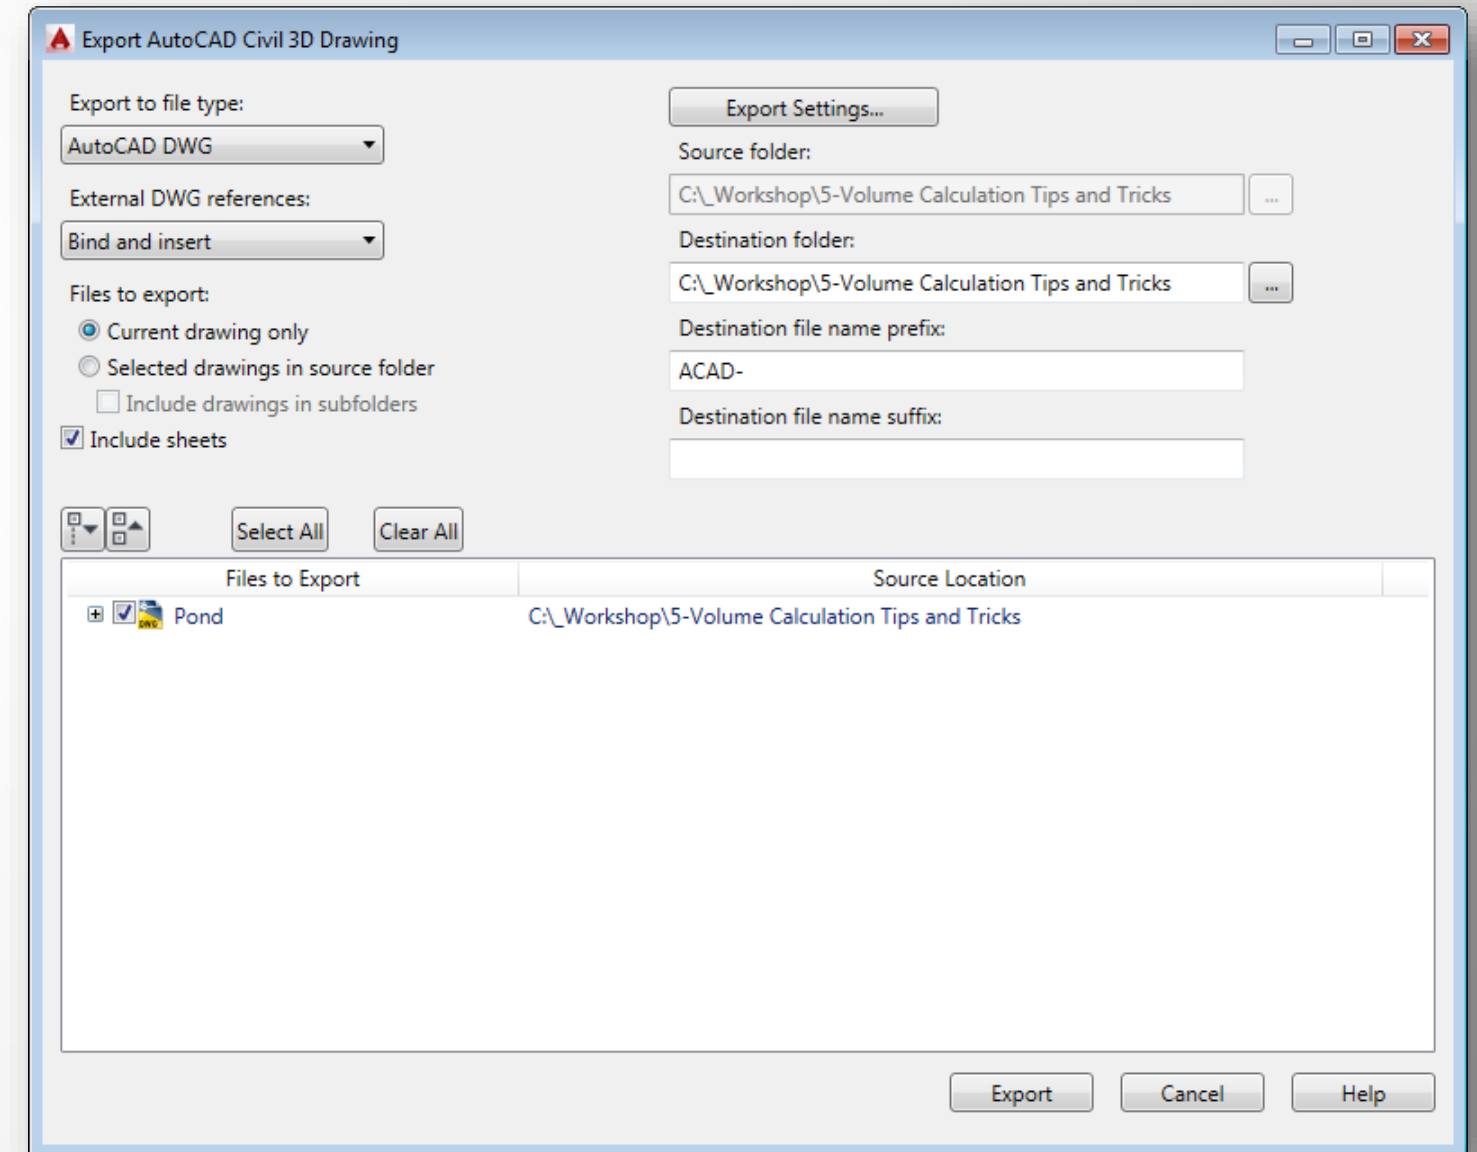 Export AutoCAD Civil 3D Drawing
Export to file type:
AutoCAD DWG
External DWG references:
Bind and insert
Files to export:
Current drawing only
Selected drawings in source folder
Include drawings in subfolders
Include sheets
Export Settings...
Source folder:
C:\_Workshop\5-Volume Calculation Tips and Tricks
...
Destination folder:
C:\_Workshop\5-Volume Calculation Tips and Tricks
...
Destination file name prefix:
ACAD-
Destination file name suffix:
Select All
Clear All
Files to Export
Source Location
DWG
Pond
C:\_Workshop\5-Volume Calculation Tips and Tricks
Export
Cancel
Help